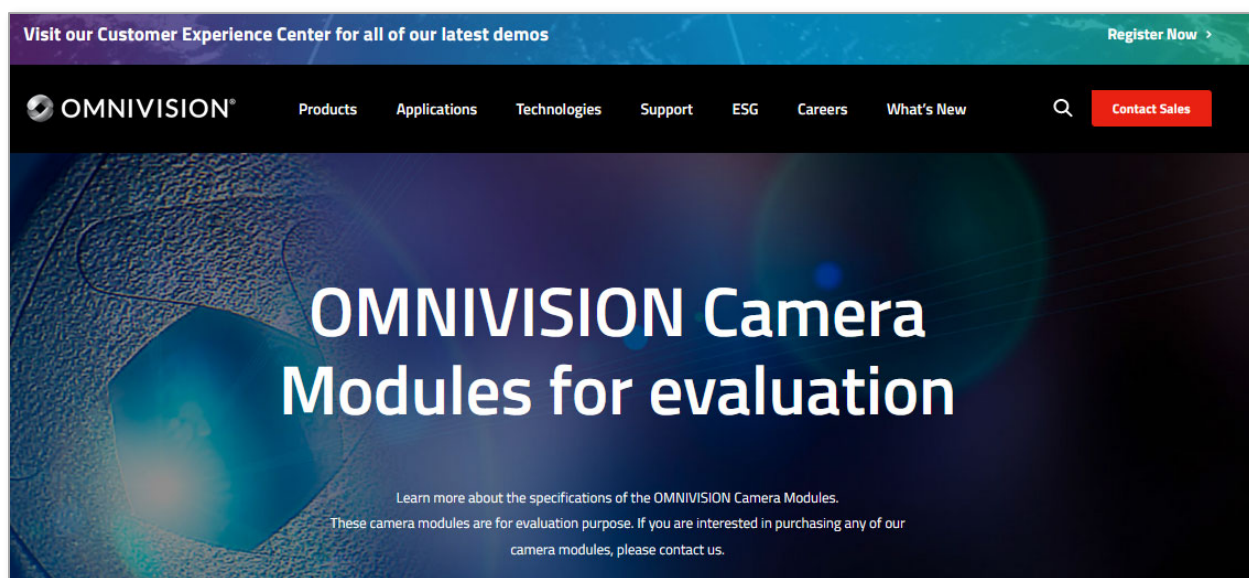 Visit our Customer Experience Center for all of our latest demos
Register Now >
OMNIVISION®
Products
Applications
Technologies
Support
ESG
Careers
What's New
Contact Sales
OMNIVISION Camera
Modules for evaluation
Learn more about the specifications of the OMNIVISION Camera Modules.
These camera modules are for evaluation purpose. If you are interested in purchasing any of our
camera modules, please contact us.